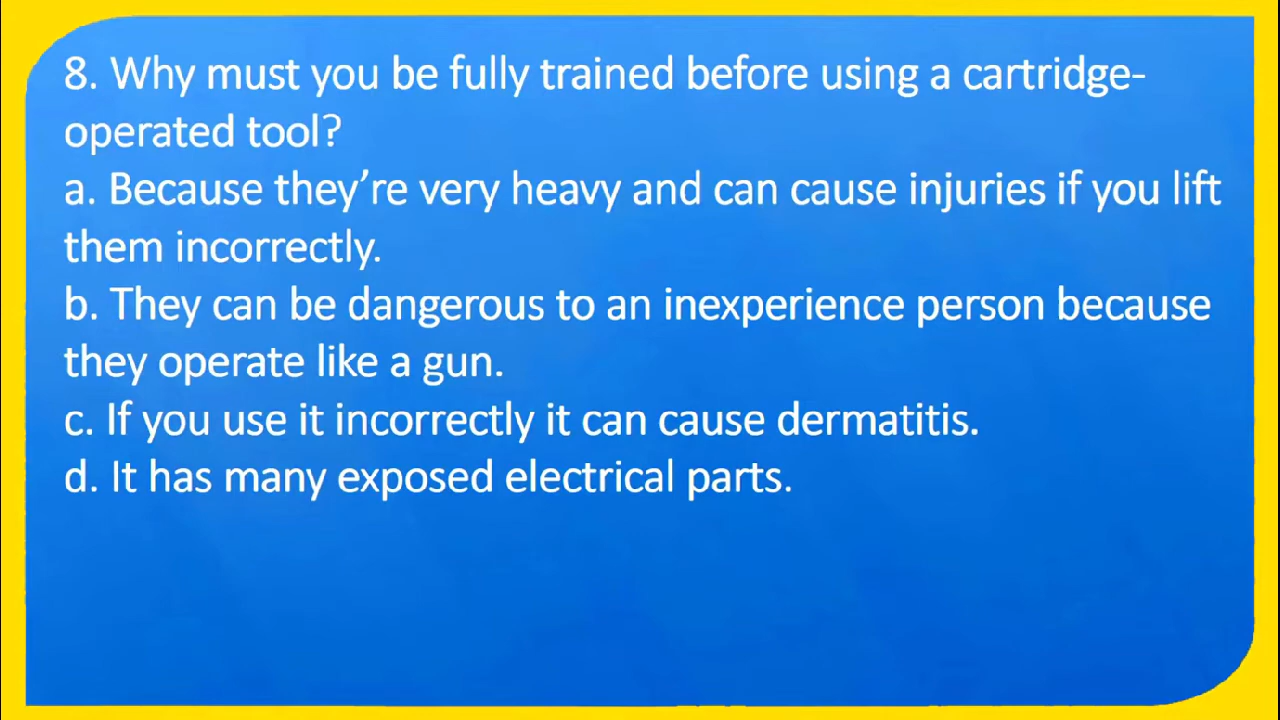 8. Why must you be fully trained before using a cartridge-
operated tool?
a. Because they’re very heavy and can cause injuries if you lift
them incorrectly.
b. They can be dangerous to an inexperience person because
they operate like a gun.
c. If you use it incorrectly it can cause dermatitis.
d. It has many exposed electrical parts.